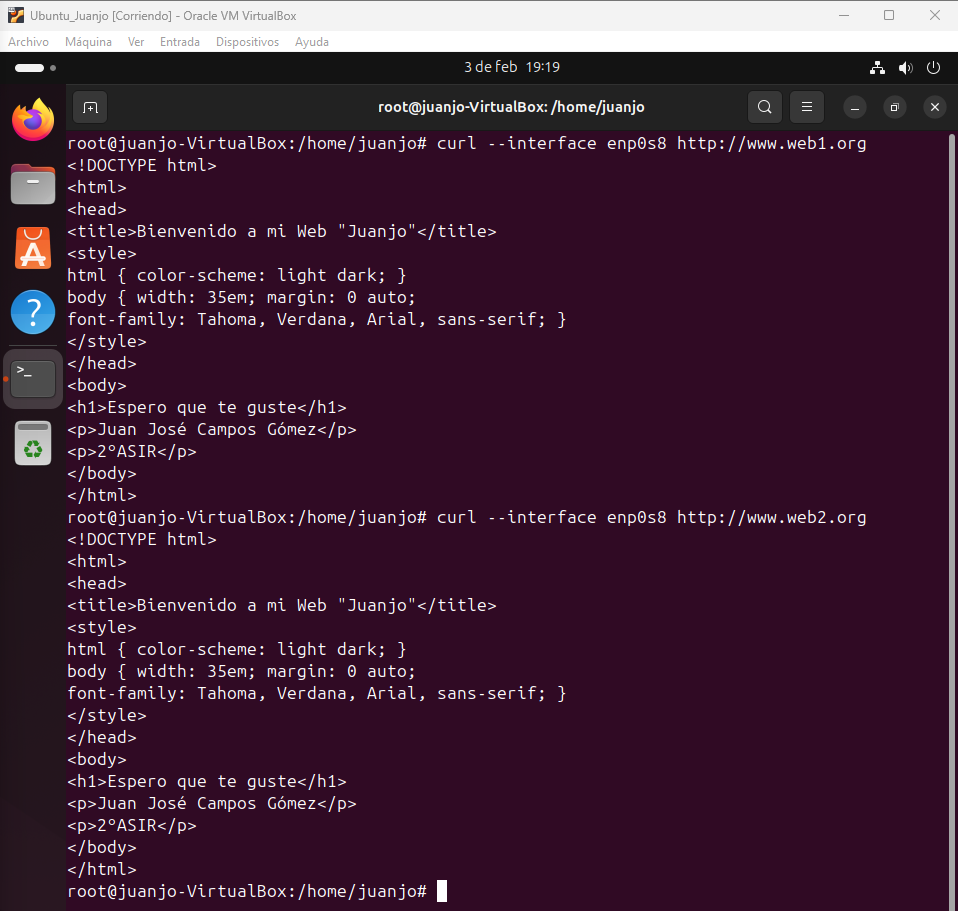 Ubuntu_Juanjo [Corriendo] - Oracle VM VirtualBox
Archivo Máquina Ver Entrada Dispositivos Ayuda
3 de feb 19:19
root@juanjo-VirtualBox: /home/juanjo
root@juanjo-VirtualBox:/home/juanjo# curl --interface enp0s8 http://www.web1.org
<!DOCTYPE html>
<html>
<head>
<title>Bienvenido a mi Web "Juanjo"</title>
<style>
html { color-scheme: light dark; }
body { width: 35em; margin: 0 auto;
font-family: Tahoma, Verdana, Arial, sans-serif; }
</style>
</head>
<body>
<h1>Espero que te guste</h1>
<p>Juan José Campos Gómez</p>
<p>2ºASIR</p>
</body>
</html>
root@juanjo-VirtualBox:/home/juanjo# curl --interface enp0s8 http://www.web2.org
<!DOCTYPE html>
<html>
<head>
<title>Bienvenido a mi Web "Juanjo"</title>
<style>
html { color-scheme: light dark; }
body { width: 35em; margin: 0 auto;
font-family: Tahoma, Verdana, Arial, sans-serif; }
</style>
</head>
<body>
<h1>Espero que te guste</h1>
<p>Juan José Campos Gómez</p>
<p>2ºASIR</p>
</body>
</html>
root@juanjo-VirtualBox:/home/juanjo#